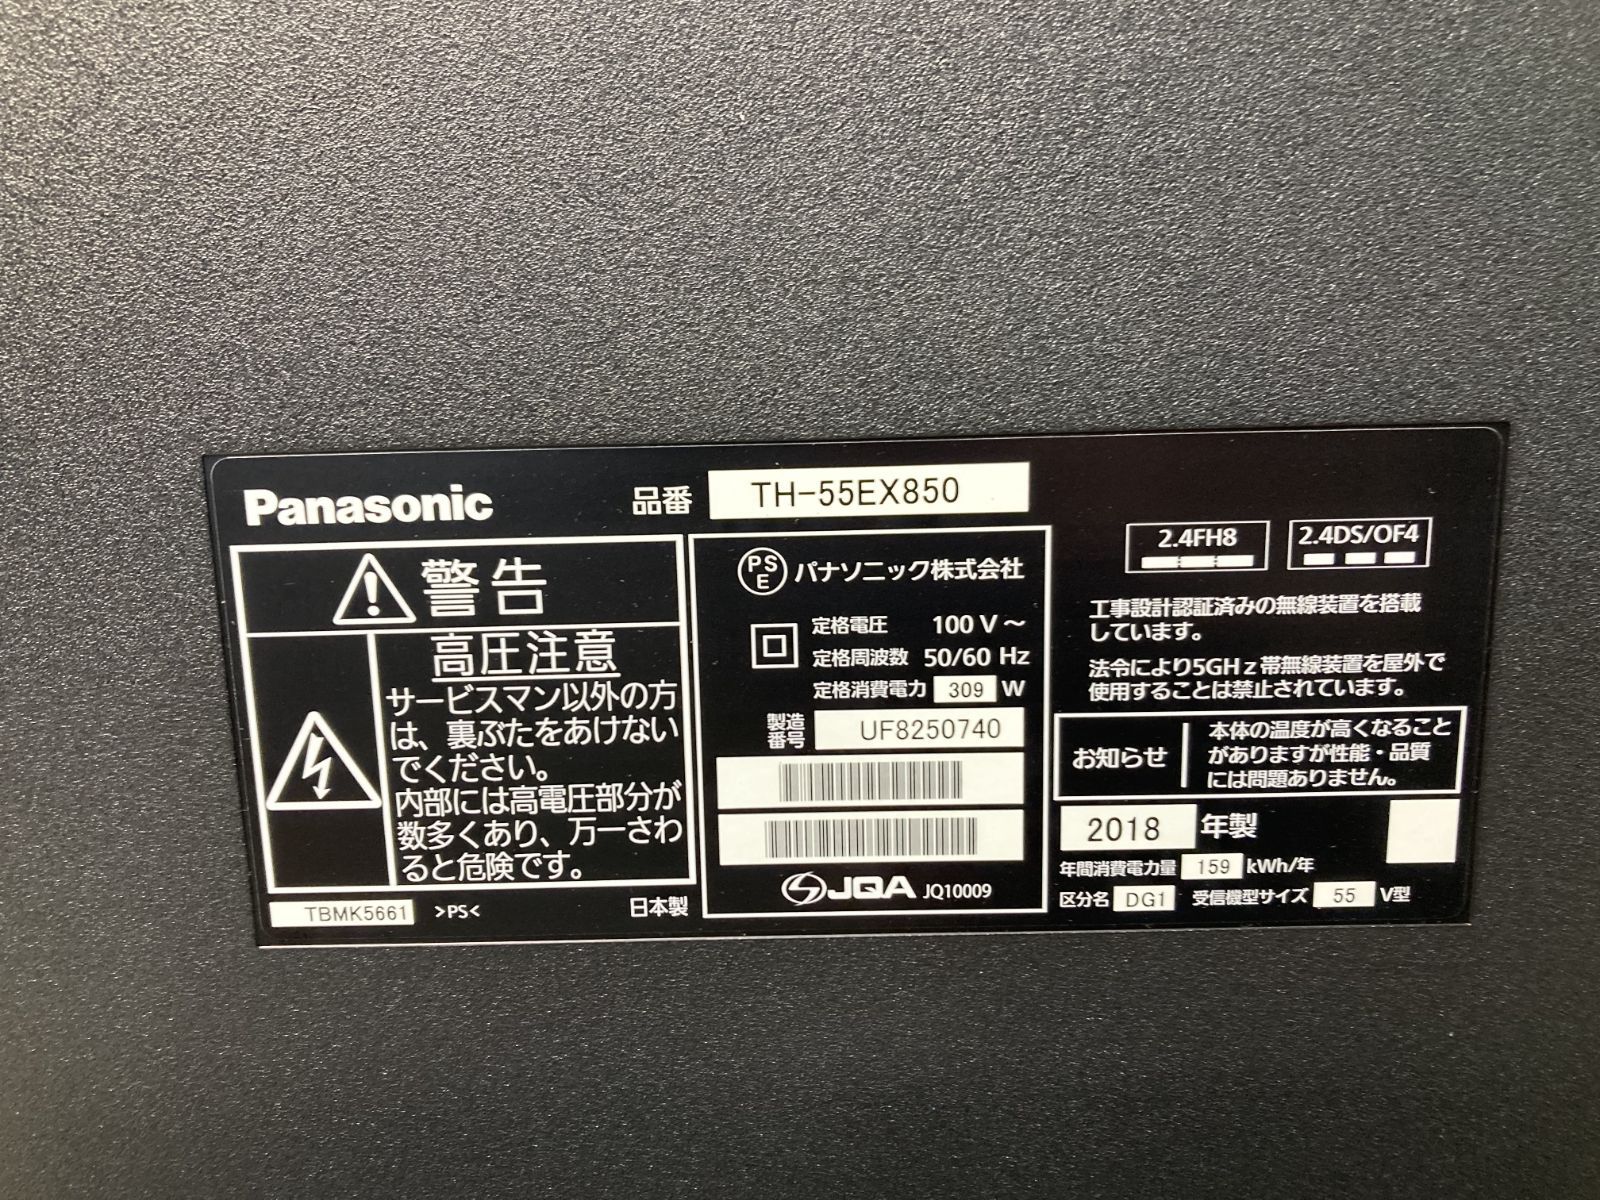 Panasonic 品番 TH-55EX850
警告
高圧注意
サービスマン以外の方
は、裏ぶたをあけない
でください。
内部には高電圧部分が
数多くあり、万一さわ
ると危険です。
TBMK5661 >PS< 日本製
PSE パナソニック株式会社
定格電圧 100 V ～
定格周波数 50/60 Hz
定格消費電力 309 W
製造
番号 UF8250740
JQA JQ10009
2.4FH8 2.4DS/OF4
工事設計認証済みの無線装置を搭載
しています。
法令により5GHz帯無線装置を屋外で
使用することは禁止されています。
お知らせ
本体の温度が高くなること
がありますが性能・品質
には問題ありません。
2018 年製
年間消費電力量 159 kWh/年
区分名 DG1 受信機型サイズ 55 V型